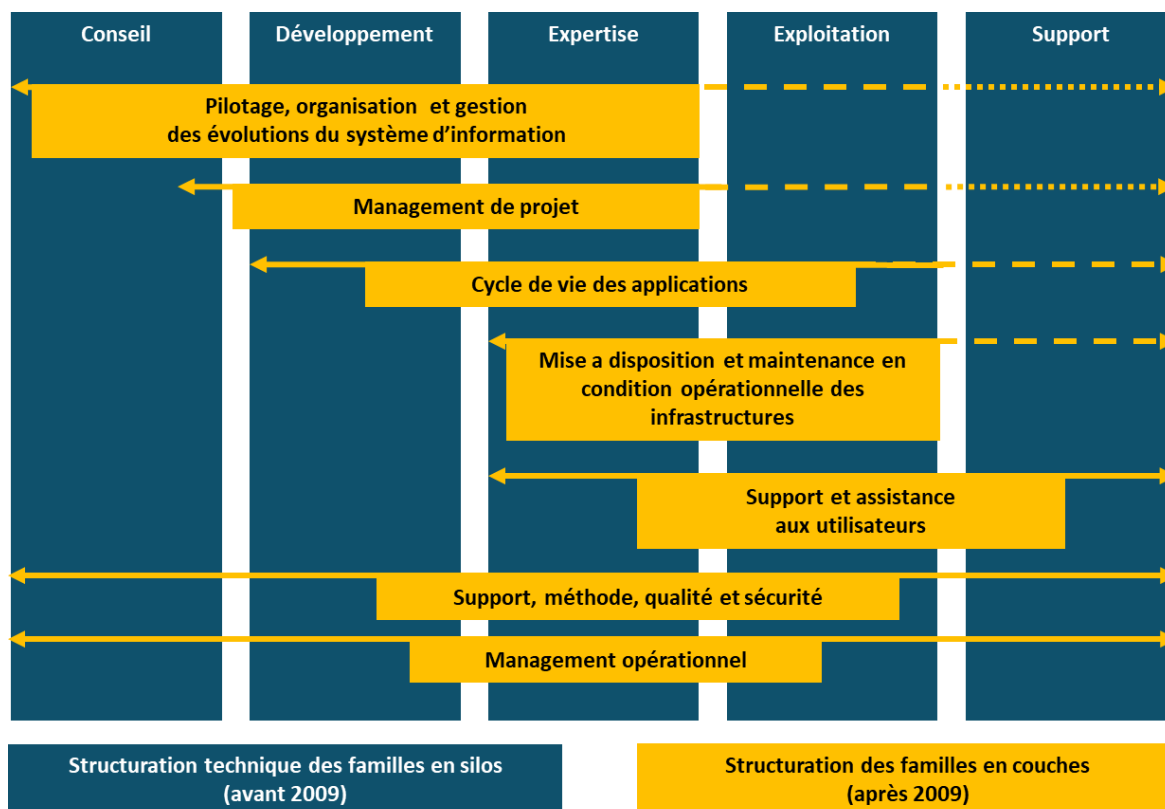 Conseil
Développement
Expertise
Exploitation
Support
Pilotage, organisation et gestion
des évolutions du système d'information
Management de projet
Cycle de vie des applications
Mise a disposition et maintenance en
condition opérationnelle des
infrastructures
Support et assistance
aux utilisateurs
Support, méthode, qualité et sécurité
Management opérationnel
Structuration technique des familles en silos
(avant 2009)
Structuration des familles en couches
(après 2009)